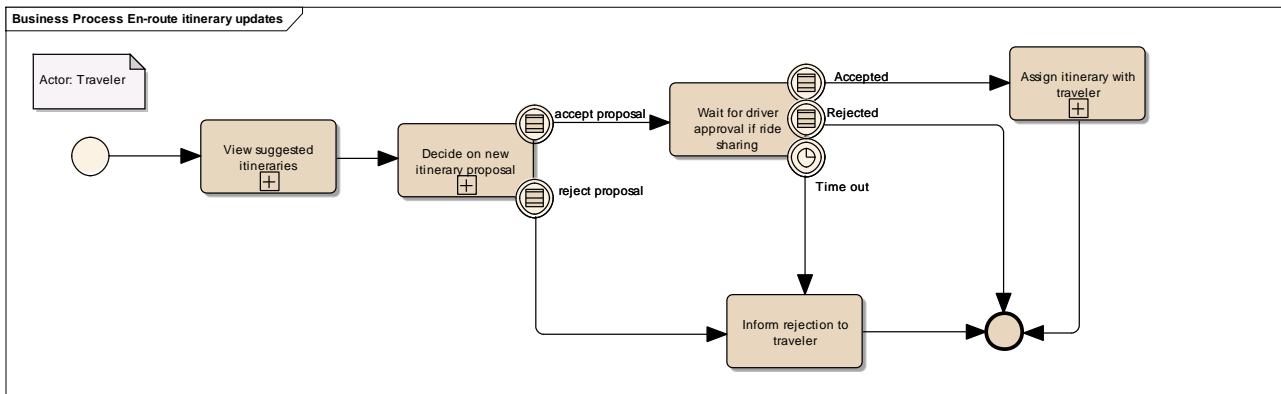 Business Process En-route itinerary updates
Actor: Traveler
View suggested
itineraries
Decide on new
itinerary proposal
accept proposal
reject proposal
Wait for driver
approval if ride
sharing
Accepted
Rejected
Time out
Assign itinerary with
traveler
Inform rejection to
traveler